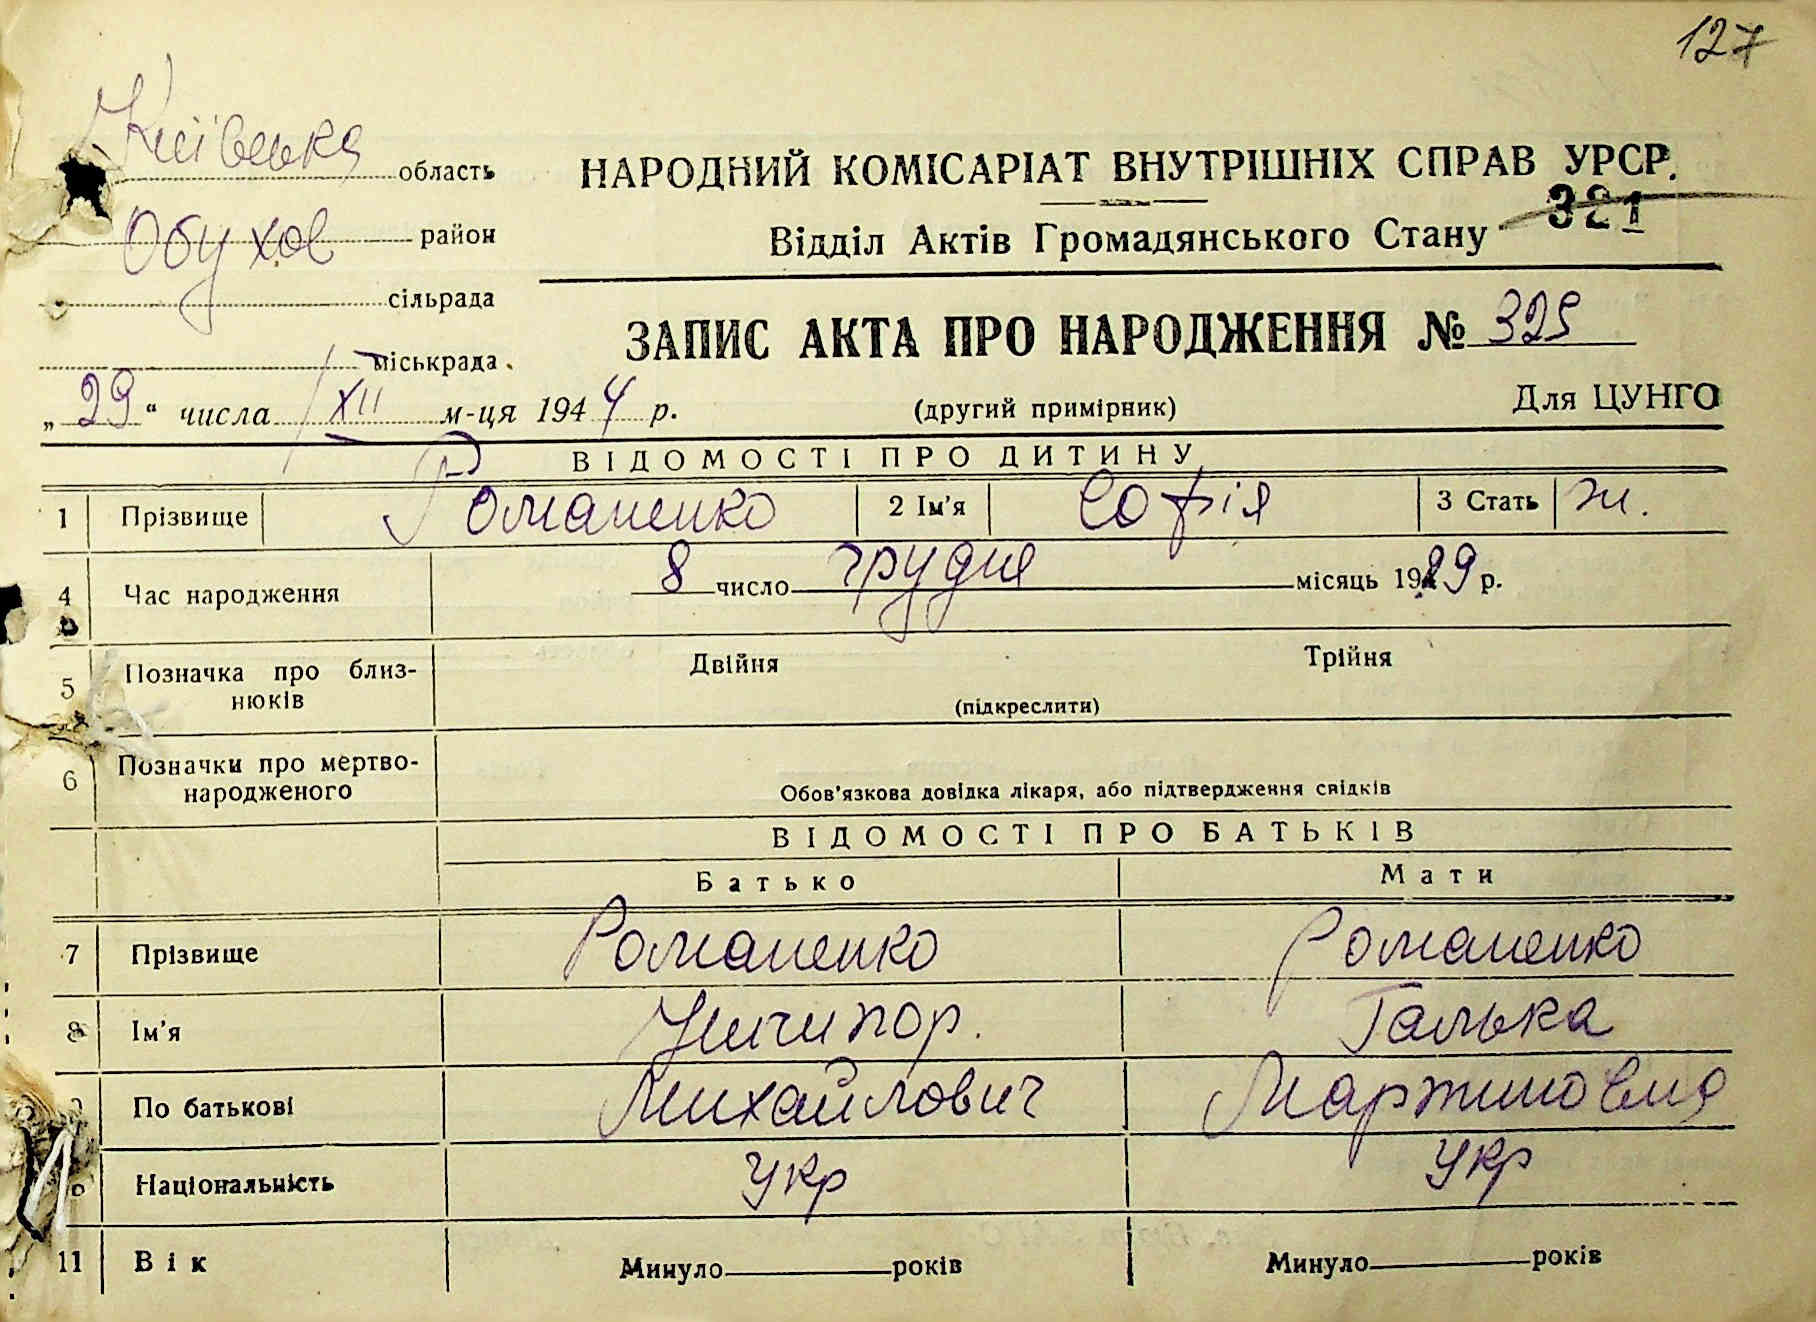 127
Київська область
Обухов район
сільрада
міськрада.
НАРОДНИЙ КОМІСАРІАТ ВНУТРІШНІХ СПРАВ УРСР.
321
Відділ Актів Громадянського Стану
ЗАПИС АКТА ПРО НАРОДЖЕННЯ № 325
„29“ числа XII м-ця 1944 р.
(другий примірник)
Для ЦУНГО
ВІДОМОСТІ ПРО ДИТИНУ
1 Прізвище Романенко 2 Ім'я Софія 3 Стать ж.
4 Час народження 8 число грудня місяць 1929 р.
5 Позначка про близнюків Двійня Трійня
(підкреслити)
6 Позначки про мертвонародженого
Обов'язкова довідка лікаря, або підтвердження свідків
ВІДОМОСТІ ПРО БАТЬКІВ
Батько Мати
7 Прізвище Романенко Романенко
8 Ім'я Ничипор. Галька
По батькові Михайлович Мартиновна
Національність Укр Укр
11 Вік Минуло років Минуло років